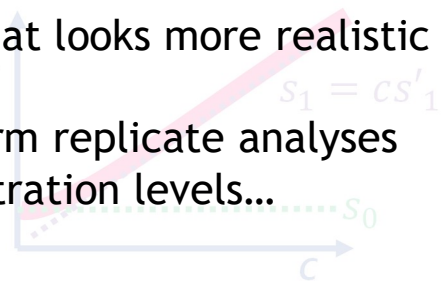 at looks more realistic
s₁ = cs′₁
rm replicate analyses
tration levels…
s₀
c